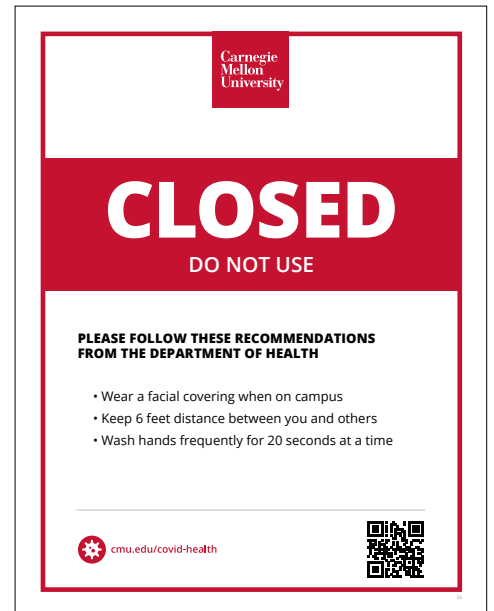 Carnegie
Mellon
University
CLOSED
DO NOT USE
PLEASE FOLLOW THESE RECOMMENDATIONS
FROM THE DEPARTMENT OF HEALTH
• Wear a facial covering when on campus
• Keep 6 feet distance between you and others
• Wash hands frequently for 20 seconds at a time
cmu.edu/covid-health